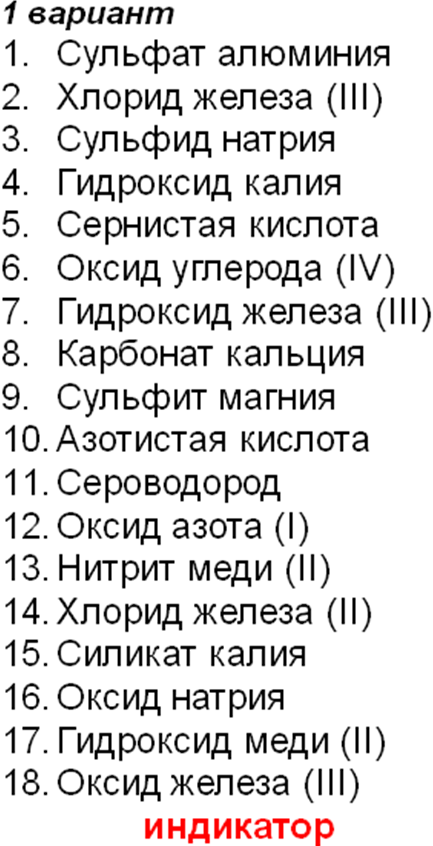 1 вариант
1. Сульфат алюминия
2. Хлорид железа (III)
3. Сульфид натрия
4. Гидроксид калия
5. Сернистая кислота
6. Оксид углерода (IV)
7. Гидроксид железа (III)
8. Карбонат кальция
9. Сульфит магния
10. Азотистая кислота
11. Сероводород
12. Оксид азота (I)
13. Нитрит меди (II)
14. Хлорид железа (II)
15. Силикат калия
16. Оксид натрия
17. Гидроксид меди (II)
18. Оксид железа (III)
индикатор